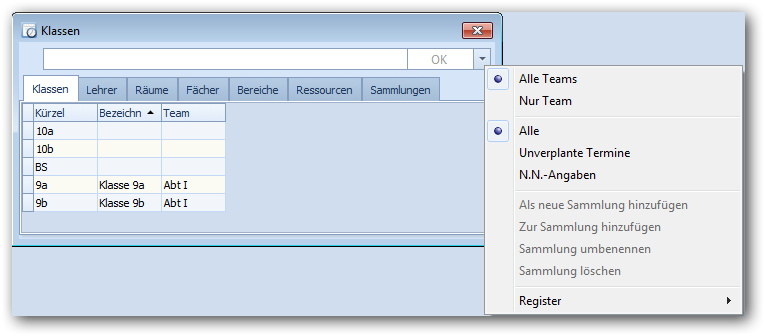 Klassen
OK
Klassen Lehrer Räume Fächer Bereiche Ressourcen Sammlungen
Kürzel Bezeichn Team
10a
10b
BS
9a Klasse 9a Abt I
9b Klasse 9b Abt I
Alle Teams
Nur Team
Alle
Unverplante Termine
N.N.-Angaben
Als neue Sammlung hinzufügen
Zur Sammlung hinzufügen
Sammlung umbenennen
Sammlung löschen
Register